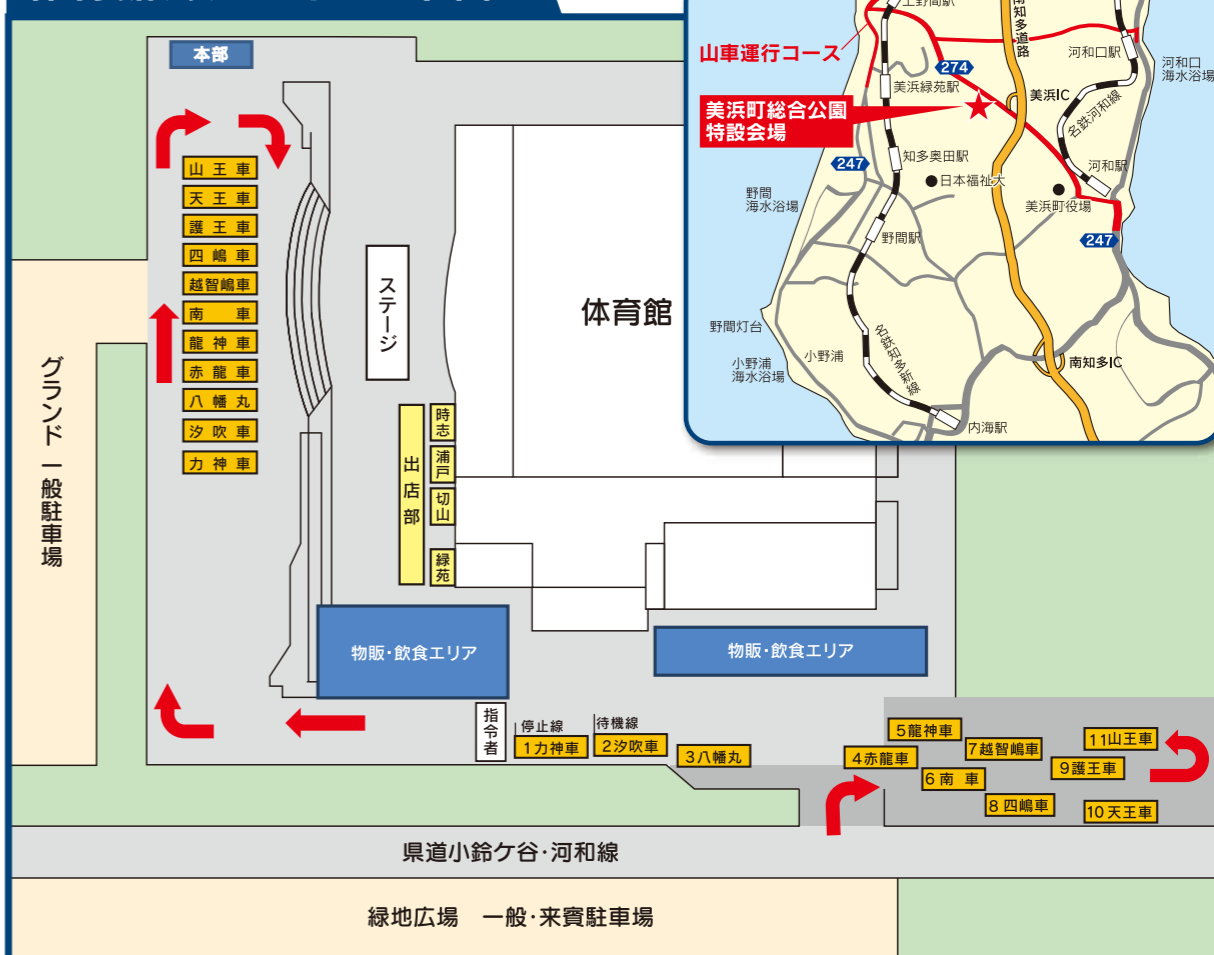 本部
山王車
天王車
護王車
四嶋車
越智嶋車
南 車
龍神車
赤龍車
八幡丸
汐吹車
力神車
グランド 一般駐車場
ステージ
体育館
出店部
時志
浦戸
切山
緑苑
物販・飲食エリア
物販・飲食エリア
指令者
停止線
待機線
1力神車
2汐吹車
3八幡丸
4赤龍車
5龍神車
6南 車
7越智嶋車
8四嶋車
9護王車
10天王車
11山王車
県道小鈴ケ谷・河和線
緑地広場 一般・来賓駐車場
上野間駅
南知多道路
山車運行コース
河和口駅
河和口
海水浴場
274
美浜緑苑駅
美浜IC
美浜町総合公園
特設会場
名鉄河和線
知多奥田駅
河和駅
247
日本福祉大
美浜町役場
野間
海水浴場
野間駅
247
野間灯台
小野浦
小野浦
海水浴場
名鉄知多新線
南知多IC
内海駅